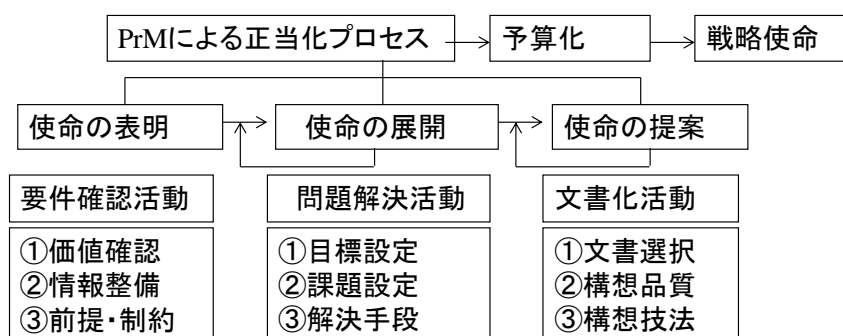 PrMによる正当化プロセス
予算化
戦略使命
使命の表明
使命の展開
使命の提案
要件確認活動
問題解決活動
文書化活動
①価値確認
②情報整備
③前提・制約
①目標設定
②課題設定
③解決手段
①文書選択
②構想品質
③構想技法